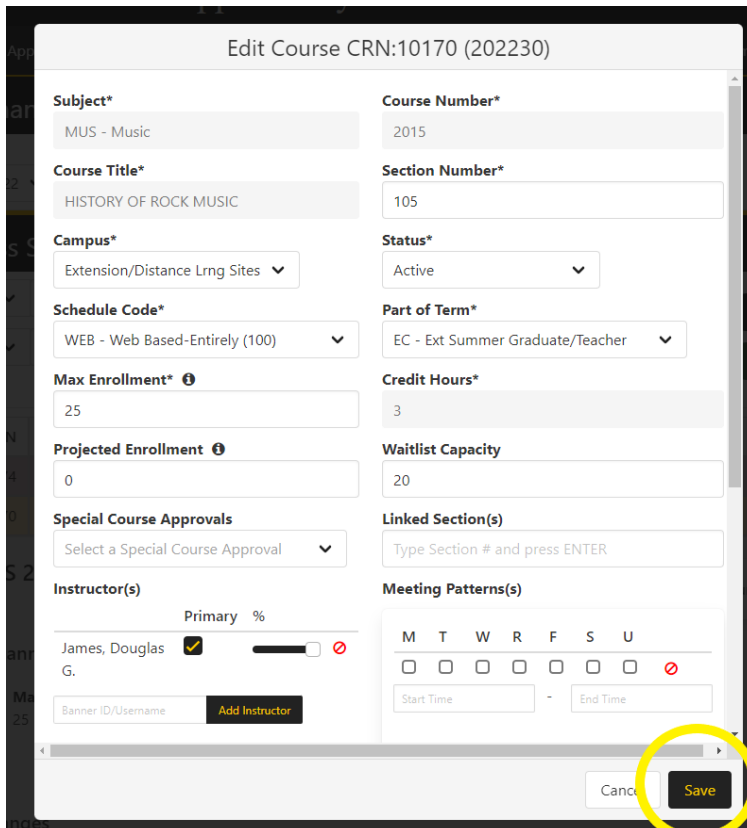 Edit Course CRN:10170 (202230)
Subject*
Course Number*
MUS - Music
2015
Course Title*
Section Number*
HISTORY OF ROCK MUSIC
105
Campus*
Status*
Extension/Distance Lrng Sites
Active
Schedule Code*
Part of Term*
WEB - Web Based-Entirely (100)
EC - Ext Summer Graduate/Teacher
Max Enrollment*
Credit Hours*
25
3
Projected Enrollment
Waitlist Capacity
0
20
Special Course Approvals
Linked Section(s)
Select a Special Course Approval
Type Section # and press ENTER
Instructor(s)
Meeting Patterns(s)
Primary %
M T W R F S U
James, Douglas
G.
Start Time - End Time
Banner ID/Username Add Instructor
Cancel Save